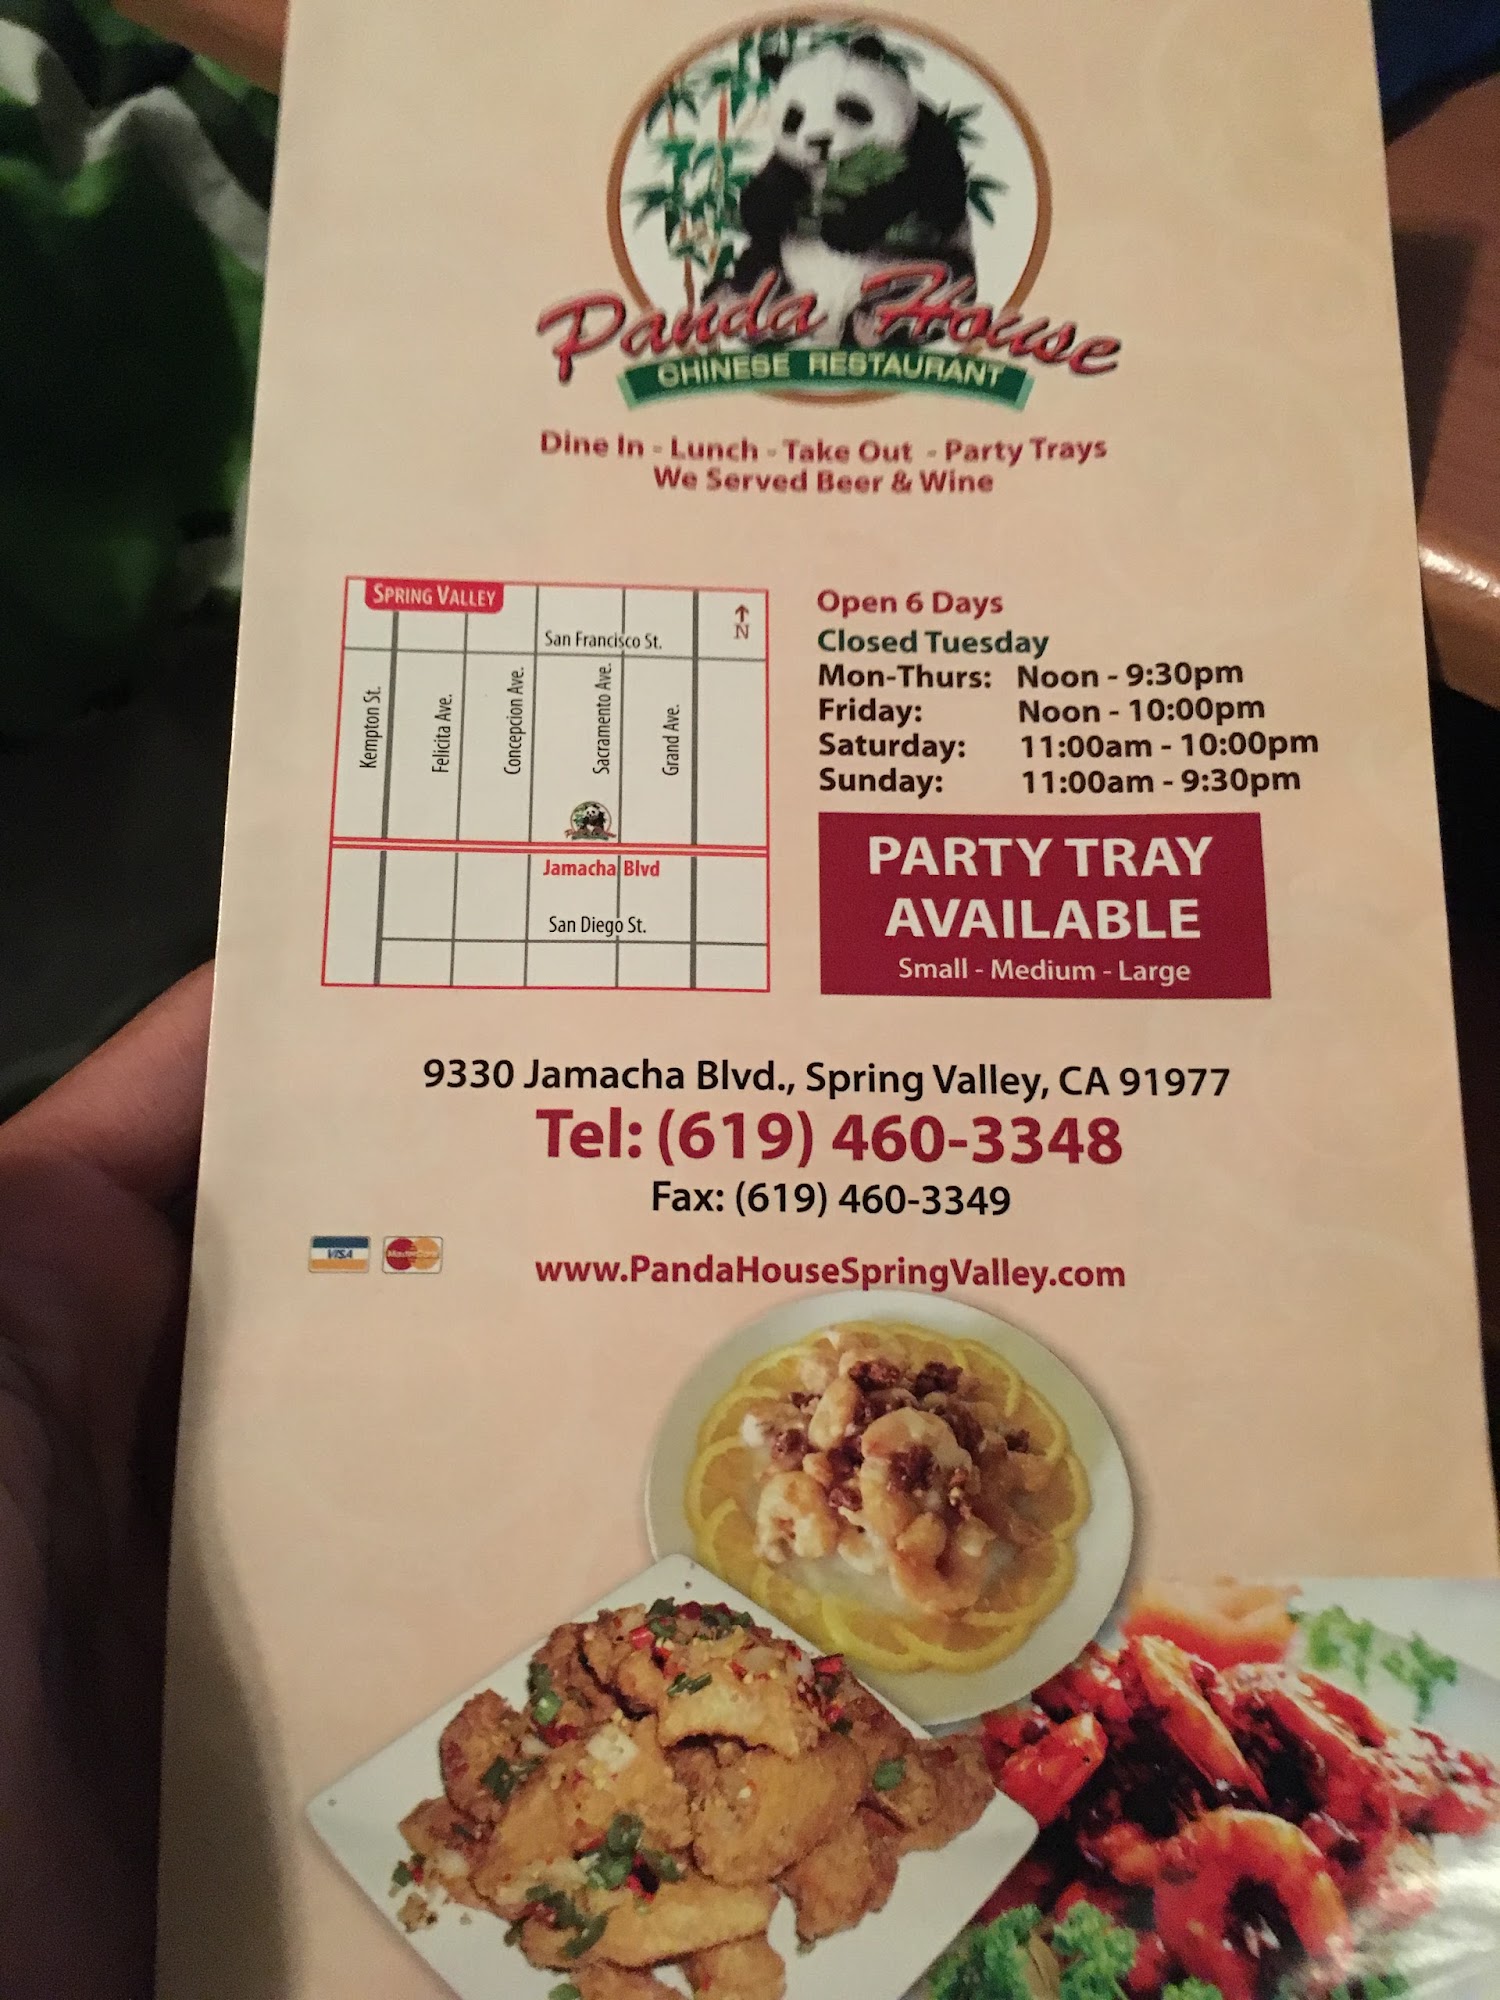 Panda House
CHINESE RESTAURANT
Dine In - Lunch - Take Out - Party Trays
We Served Beer & Wine
SPRING VALLEY
N
San Francisco St.
Kempton St.
Felicita Ave.
Concepcion Ave.
Sacramento Ave.
Grand Ave.
Jamacha Blvd
San Diego St.
Open 6 Days
Closed Tuesday
Mon-Thurs: Noon - 9:30pm
Friday: Noon - 10:00pm
Saturday: 11:00am - 10:00pm
Sunday: 11:00am - 9:30pm
PARTY TRAY
AVAILABLE
Small - Medium - Large
9330 Jamacha Blvd., Spring Valley, CA 91977
Tel: (619) 460-3348
Fax: (619) 460-3349
VISA MasterCard
www.PandaHouseSpringValley.com